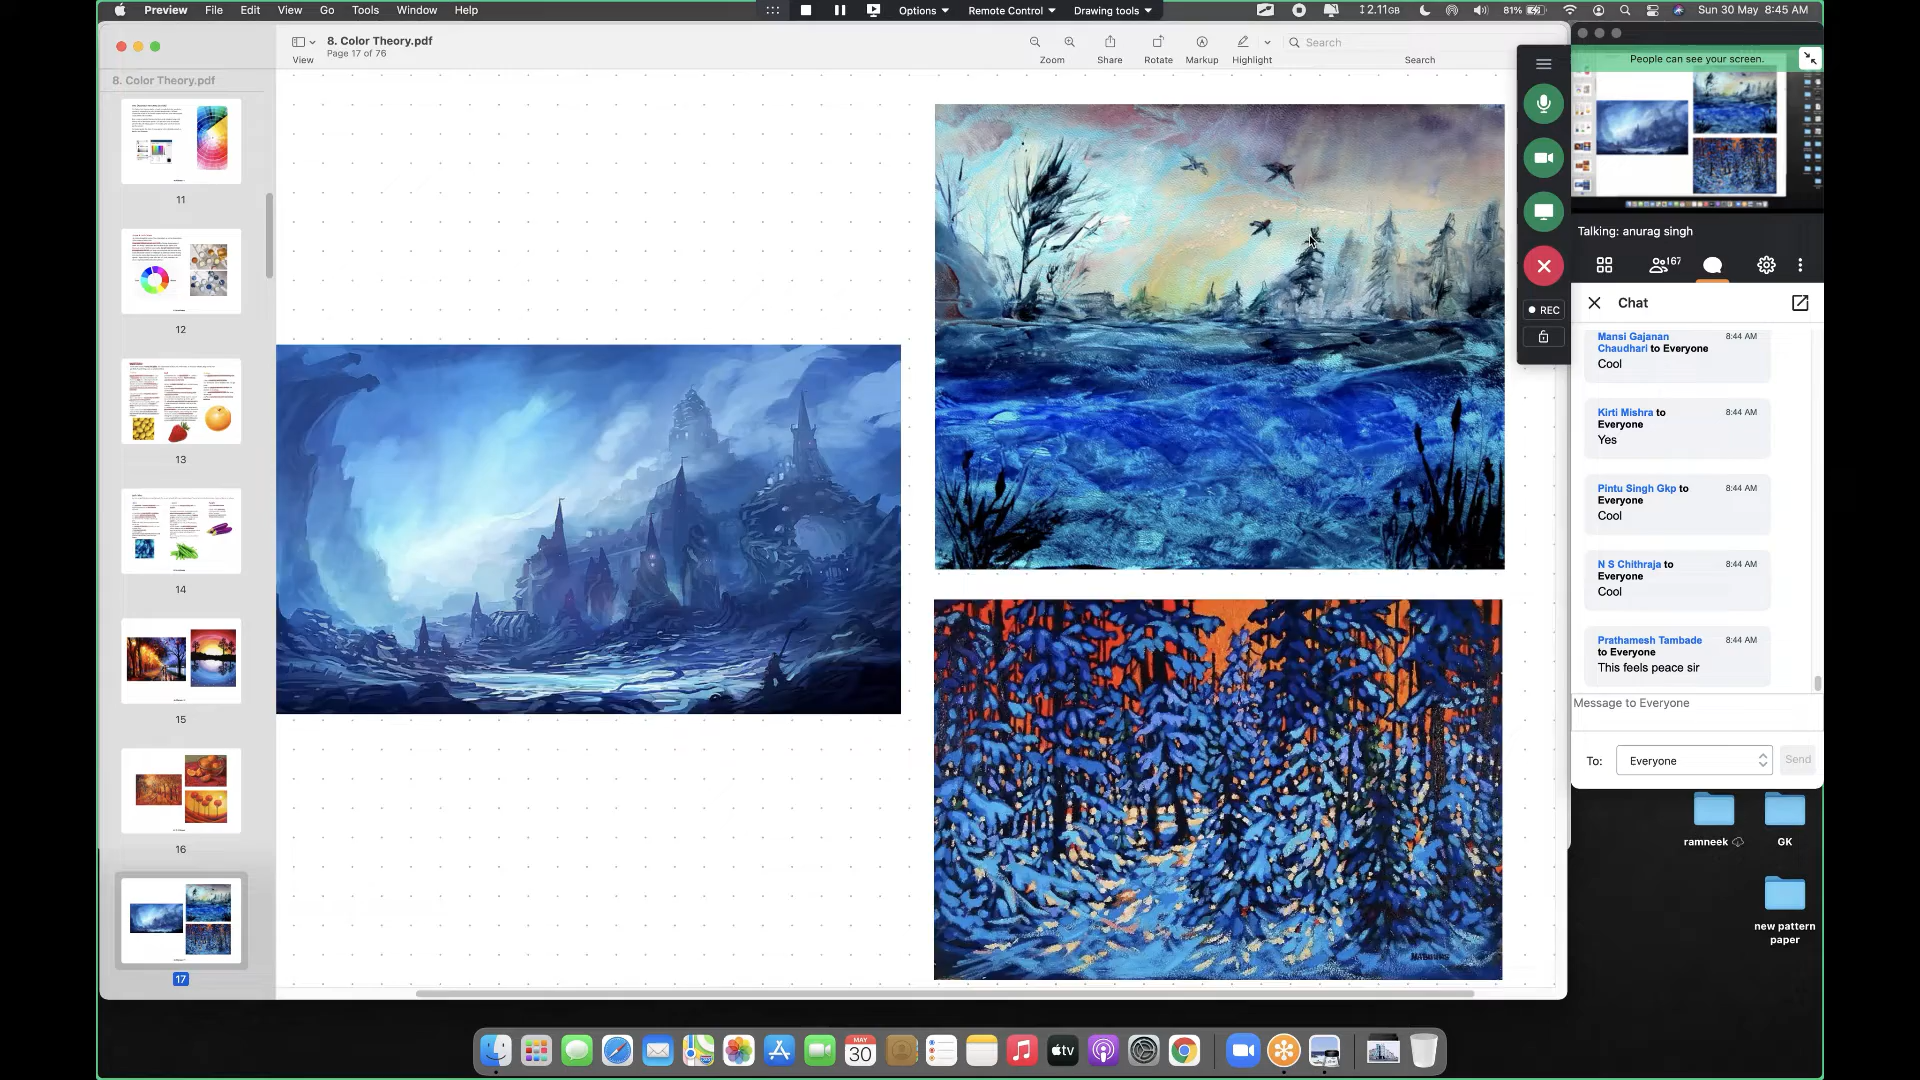 Preview File Edit View Go Tools Window Help
Options Remote Control Drawing tools
2.11GB 81% Sun 30 May 8:45 AM
8. Color Theory.pdf
Page 17 of 76
View
Zoom Share Rotate Markup Highlight Search
Search
8. Color Theory.pdf
11
12
13
14
15
16
17
REC
People can see your screen.
Talking: anurag singh
167
Chat
Mansi Gajanan 8:44 AM
Chaudhari to Everyone
Cool
Kirti Mishra to 8:44 AM
Everyone
Yes
Pintu Singh Gkp to 8:44 AM
Everyone
Cool
N S Chithraja to 8:44 AM
Everyone
Cool
Prathamesh Tambade 8:44 AM
to Everyone
This feels peace sir
Message to Everyone
To: Everyone Send
ramneek GK
new pattern
paper
MAY
30
tv